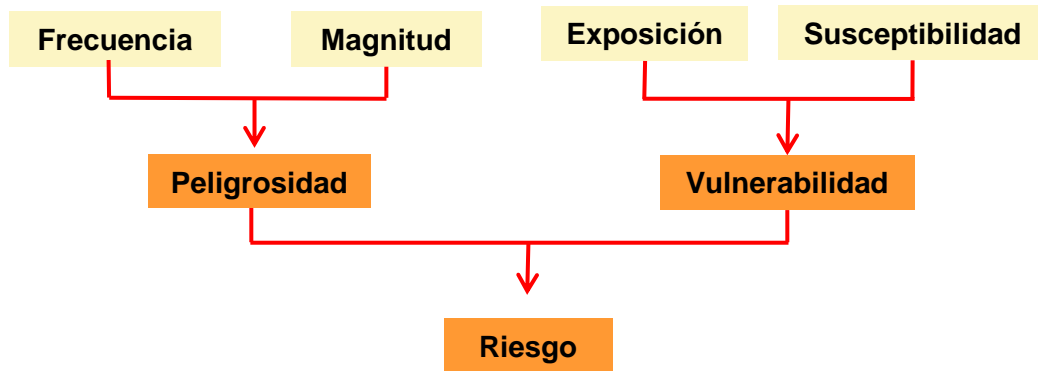 Frecuencia
Magnitud
Exposición
Susceptibilidad
Peligrosidad
Vulnerabilidad
Riesgo